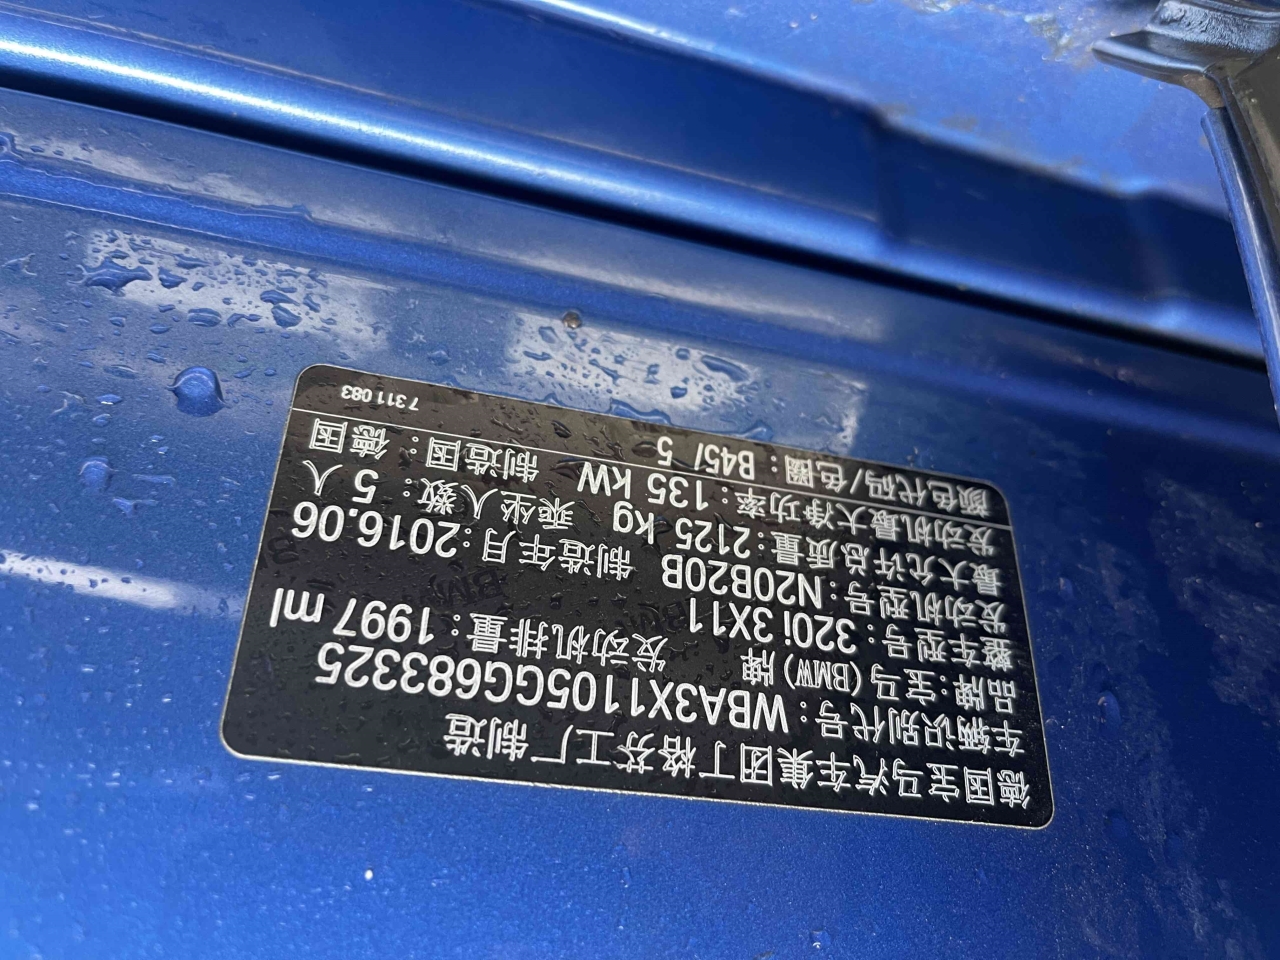 德国宝马汽车集团丁格芬工厂制造
车辆识别代号：WBA3X1105GG683325
品牌：宝马(BMW)牌 发动机排量：1997 ml
整车型号：320i 3X11
发动机型号：N20B20B 制造年月：2016.06
最大允许总质量：2125 kg 乘坐人数：5 人
发动机最大净功率：135 kW 制造国：德国
颜色代码/色圈：B45/ 5
7 311 083